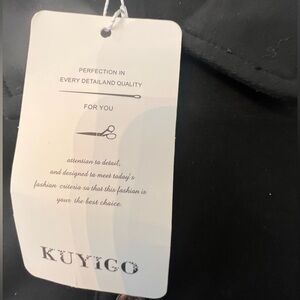 PERFECTION IN
EVERY DETAILAND QUALITY
FOR YOU
attention to detail,
and designed to meet today's
fashion criteria so that this fashion is
your the best choice.
KUYIGO